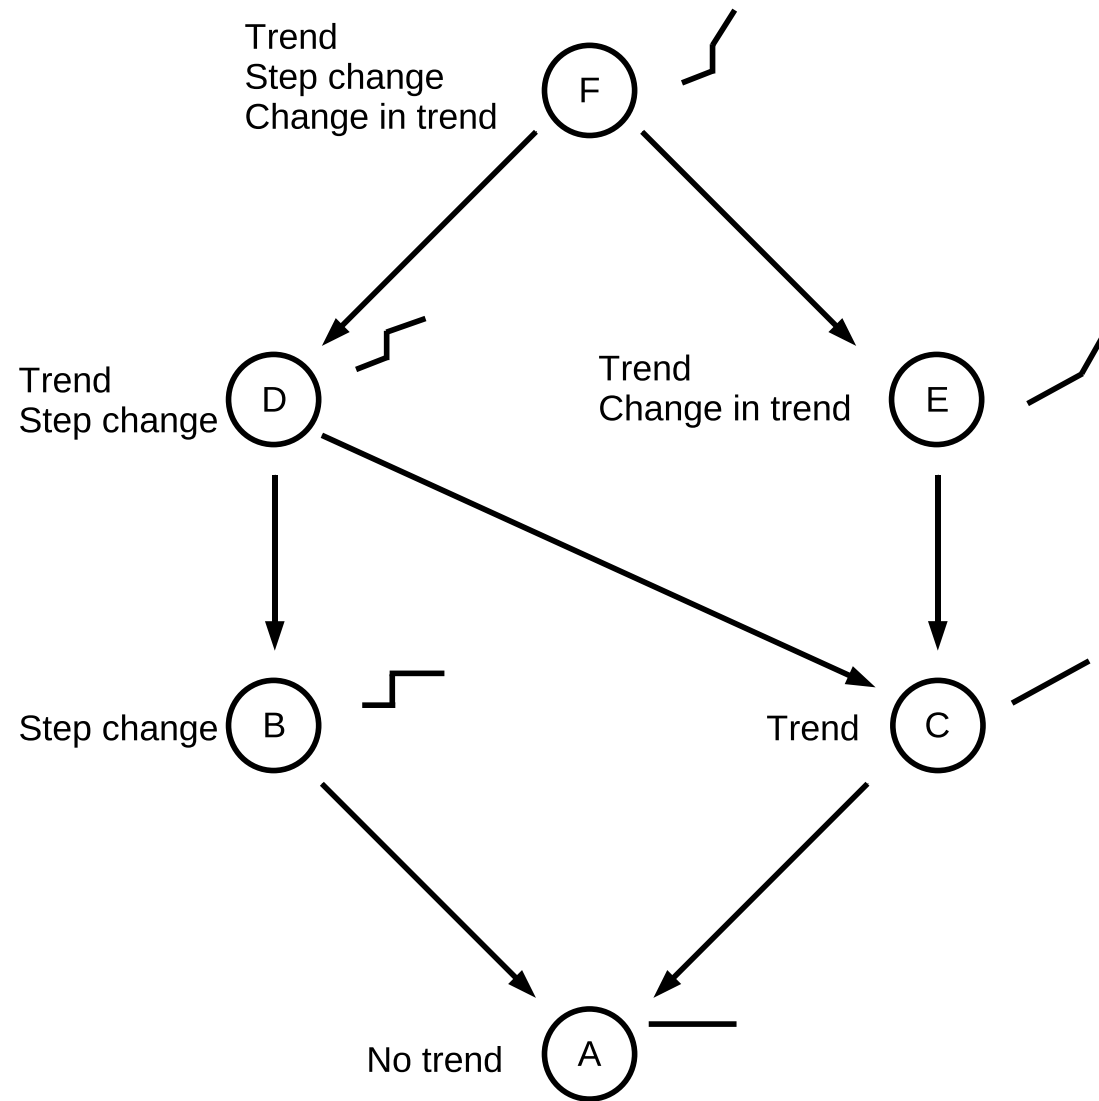 Trend
Step change
Change in trend
F
Trend
Step change
D
Trend
Change in trend
E
Step change
B
Trend
C
No trend
A